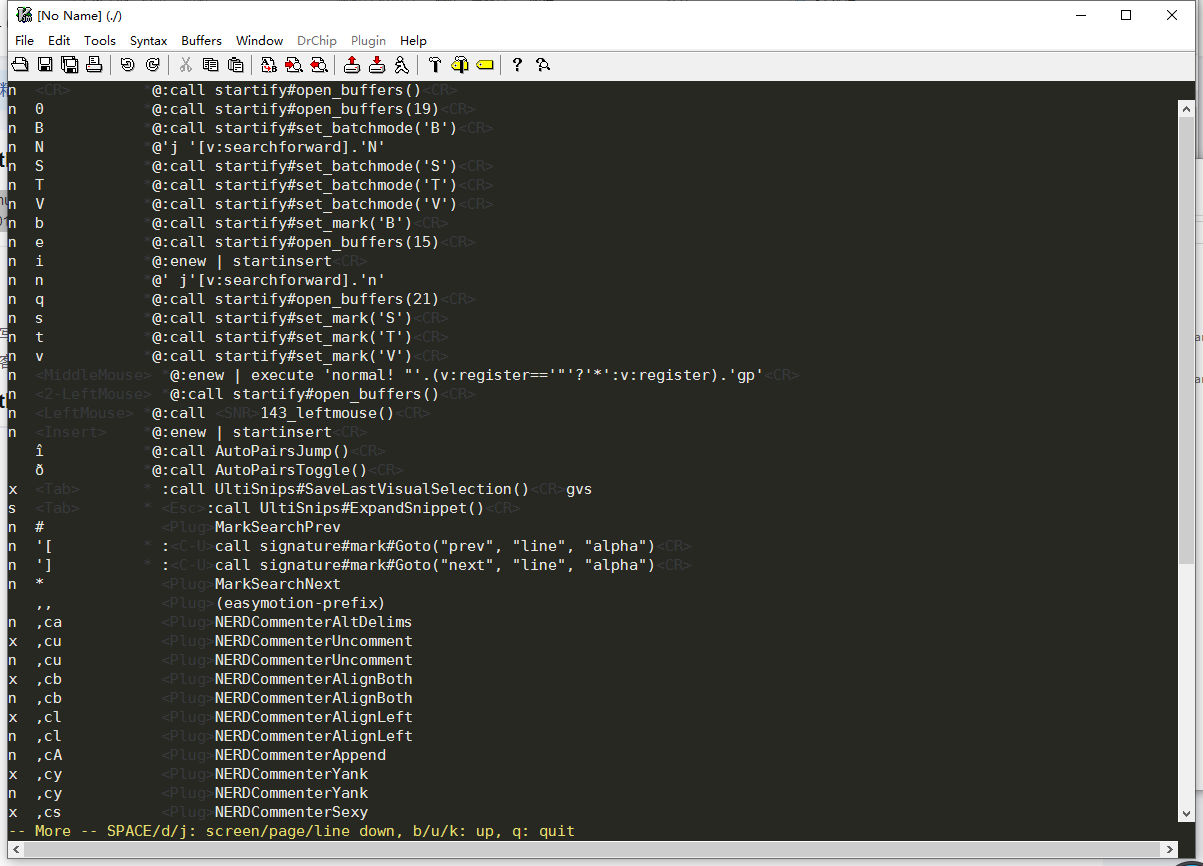 [No Name] (./)
File Edit Tools Syntax Buffers Window DrChip Plugin Help
n  <CR>        *@:call startify#open_buffers()<CR>
n  0           *@:call startify#open_buffers(19)<CR>
n  B           *@:call startify#set_batchmode('B')<CR>
n  N           *@'j '[v:searchforward].'N'
n  S           *@:call startify#set_batchmode('S')<CR>
n  T           *@:call startify#set_batchmode('T')<CR>
n  V           *@:call startify#set_batchmode('V')<CR>
n  b           *@:call startify#set_mark('B')<CR>
n  e           *@:call startify#open_buffers(15)<CR>
n  i           *@:enew | startinsert<CR>
n  n           *@' j'[v:searchforward].'n'
n  q           *@:call startify#open_buffers(21)<CR>
n  s           *@:call startify#set_mark('S')<CR>
n  t           *@:call startify#set_mark('T')<CR>
n  v           *@:call startify#set_mark('V')<CR>
n  <MiddleMouse> *@:enew | execute 'normal! "'.(v:register=='"'?'*':v:register).'gp'<CR>
n  <2-LeftMouse> *@:call startify#open_buffers()<CR>
n  <LeftMouse> *@:call <SNR>143_leftmouse()<CR>
n  <Insert>    *@:enew | startinsert<CR>
   î           *@:call AutoPairsJump()<CR>
   ð           *@:call AutoPairsToggle()<CR>
x  <Tab>       * :call UltiSnips#SaveLastVisualSelection()<CR>gvs
s  <Tab>       * <Esc>:call UltiSnips#ExpandSnippet()<CR>
n  #             <Plug>MarkSearchPrev
n  '[          * :<C-U>call signature#mark#Goto("prev", "line", "alpha")<CR>
n  ']          * :<C-U>call signature#mark#Goto("next", "line", "alpha")<CR>
n  *             <Plug>MarkSearchNext
   ,,            <Plug>(easymotion-prefix)
n  ,ca           <Plug>NERDCommenterAltDelims
x  ,cu           <Plug>NERDCommenterUncomment
n  ,cu           <Plug>NERDCommenterUncomment
x  ,cb           <Plug>NERDCommenterAlignBoth
n  ,cb           <Plug>NERDCommenterAlignBoth
x  ,cl           <Plug>NERDCommenterAlignLeft
n  ,cl           <Plug>NERDCommenterAlignLeft
n  ,cA           <Plug>NERDCommenterAppend
x  ,cy           <Plug>NERDCommenterYank
n  ,cy           <Plug>NERDCommenterYank
x  ,cs           <Plug>NERDCommenterSexy
-- More -- SPACE/d/j: screen/page/line down, b/u/k: up, q: quit